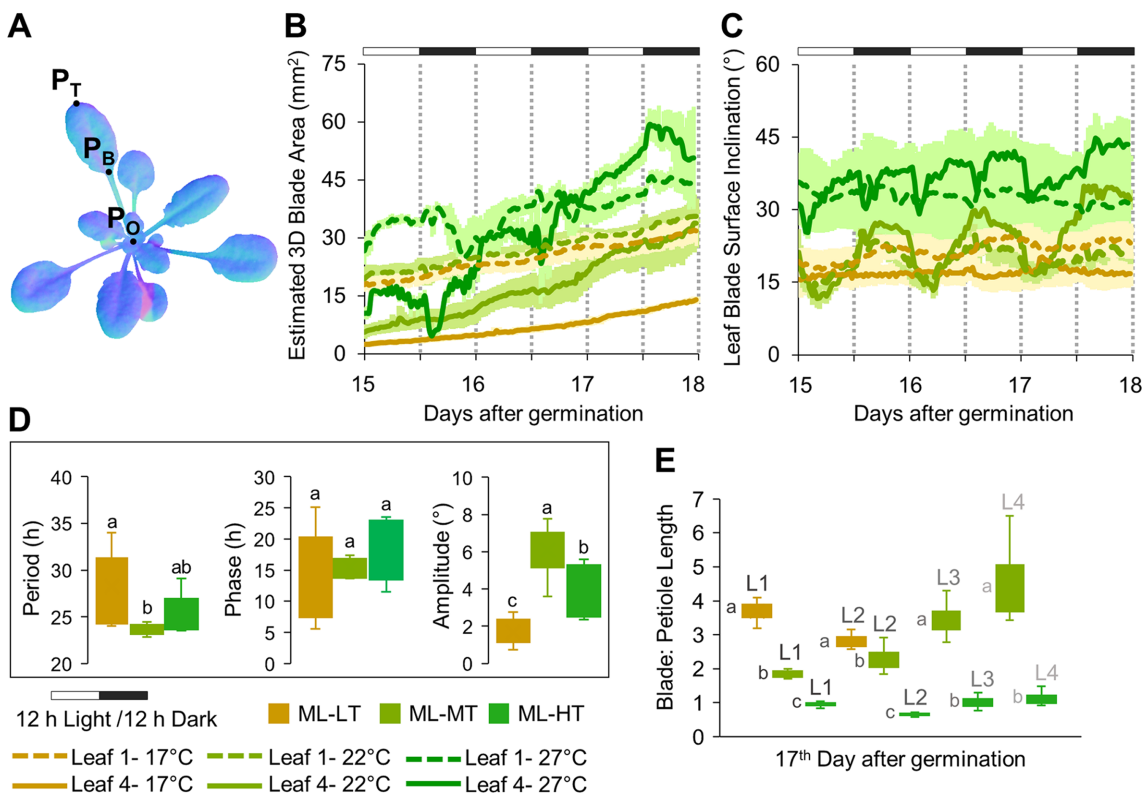 A
P_T
P_B
P_O
B
Estimated 3D Blade Area (mm²)
75
60
45
30
15
0
15
16
17
18
Days after germination
C
Leaf Blade Surface Inclination (°)
60
45
30
15
0
15
16
17
18
Days after germination
D
Period (h)
40
35
30
25
20
a
b
ab
Phase (h)
30
25
20
15
10
5
0
a
a
a
Amplitude (°)
10
8
6
4
2
0
c
a
b
12 h Light /12 h Dark
ML-LT
ML-MT
ML-HT
Leaf 1- 17°C
Leaf 1- 22°C
Leaf 1- 27°C
Leaf 4- 17°C
Leaf 4- 22°C
Leaf 4- 27°C
E
Blade: Petiole Length
7
6
5
4
3
2
1
0
L1
a
L1
b
L1
c
L2
a
L2
b
L2
c
L3
a
L3
b
L4
a
L4
b
17th Day after germination